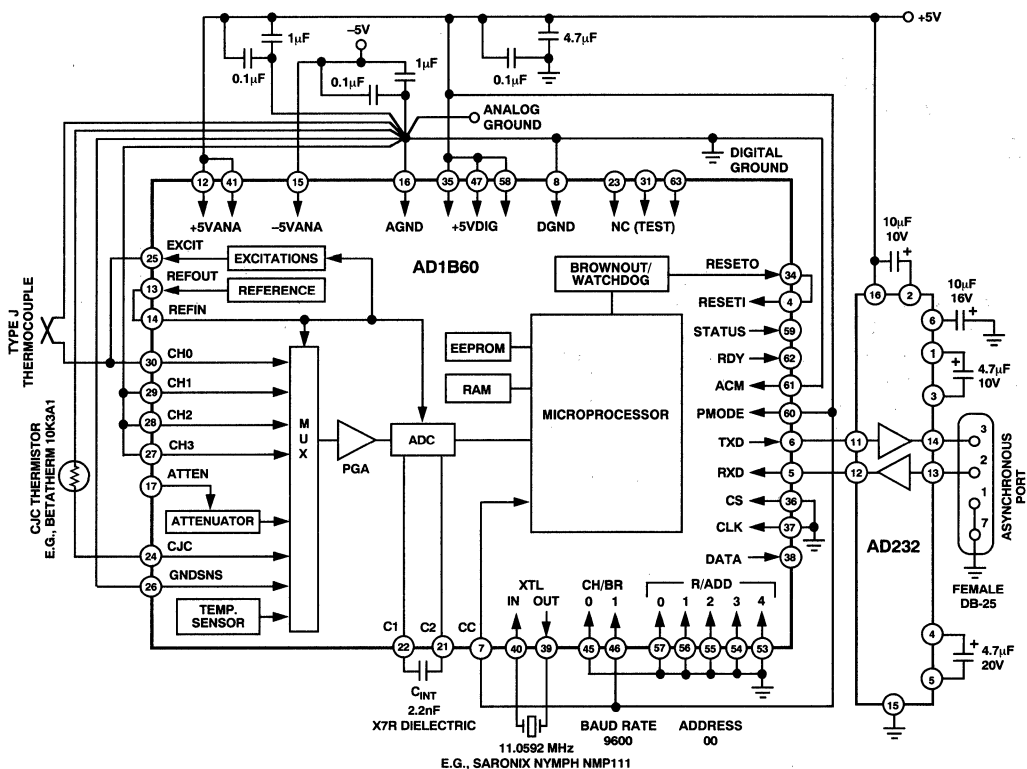 +5V
1µF
0.1µF
–5V
0.1µF
1µF
4.7µF
0.1µF
ANALOG
GROUND
DIGITAL
GROUND
12
41
15
16
35
47
58
8
23
31
63
+5VANA
–5VANA
AGND
+5VDIG
DGND
NC (TEST)
AD1B60
25
EXCIT
EXCITATIONS
13
REFOUT
REFERENCE
14
REFIN
TYPE J
THERMOCOUPLE
30
CH0
29
CH1
28
CH2
27
CH3
17
ATTEN
ATTENUATOR
CJC THERMISTOR
E.G., BETATHERM 10K3A1
24
CJC
26
GNDSNS
TEMP.
SENSOR
MUX
PGA
ADC
EEPROM
RAM
MICROPROCESSOR
BROWNOUT/
WATCHDOG
RESETO
34
RESETI
4
STATUS
59
RDY
62
ACM
61
PMODE
60
TXD
6
RXD
5
CS
36
CLK
37
DATA
38
C1
C2
CC
22
21
7
XTL
IN
OUT
40
39
CH/BR
0
1
45
46
R/ADD
0
1
2
3
4
57
56
55
54
53
C INT
2.2nF
X7R DIELECTRIC
11.0592 MHz
E.G., SARONIX NYMPH NMP111
BAUD RATE
9600
ADDRESS
00
10µF
10V
+
16
2
10µF
16V
+
6
1
+
4.7µF
10V
3
11
14
12
13
AD232
3
2
1
7
ASYNCHRONOUS
PORT
FEMALE
DB-25
4
+
4.7µF
20V
5
15